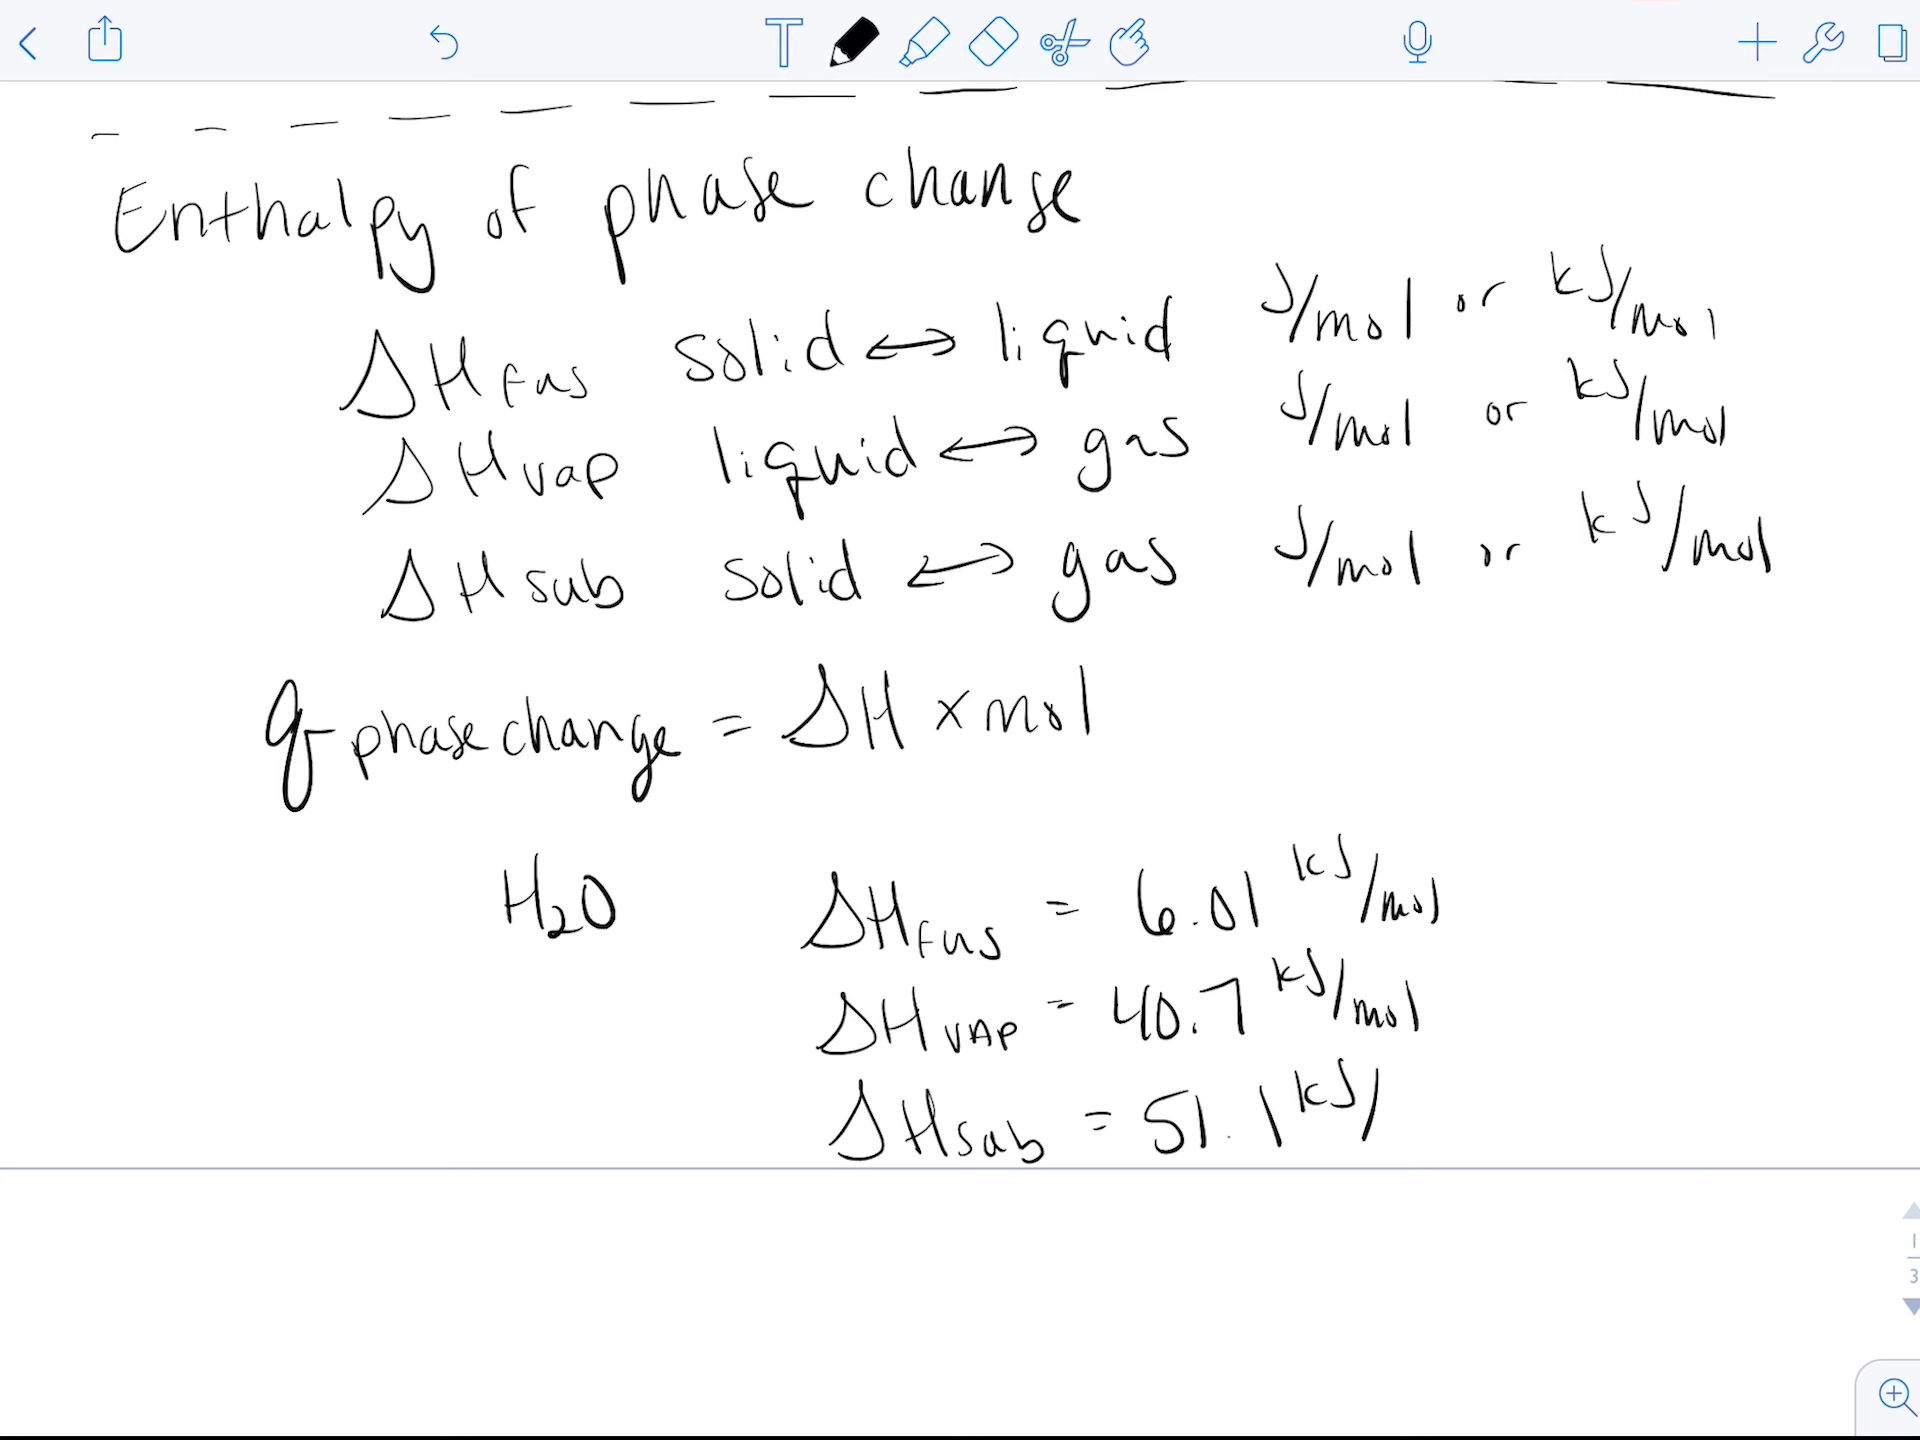 Enthalpy of phase change
ΔHfus solid ↔ liquid J/mol or kJ/mol
ΔHvap liquid ↔ gas J/mol or kJ/mol
ΔHsub solid ↔ gas J/mol or kJ/mol
q phase change = ΔH × mol
H₂O ΔHfus = 6.01 kJ/mol
ΔHVAP = 40.7 kJ/mol
ΔHsub = 51.1 kJ/
1
3